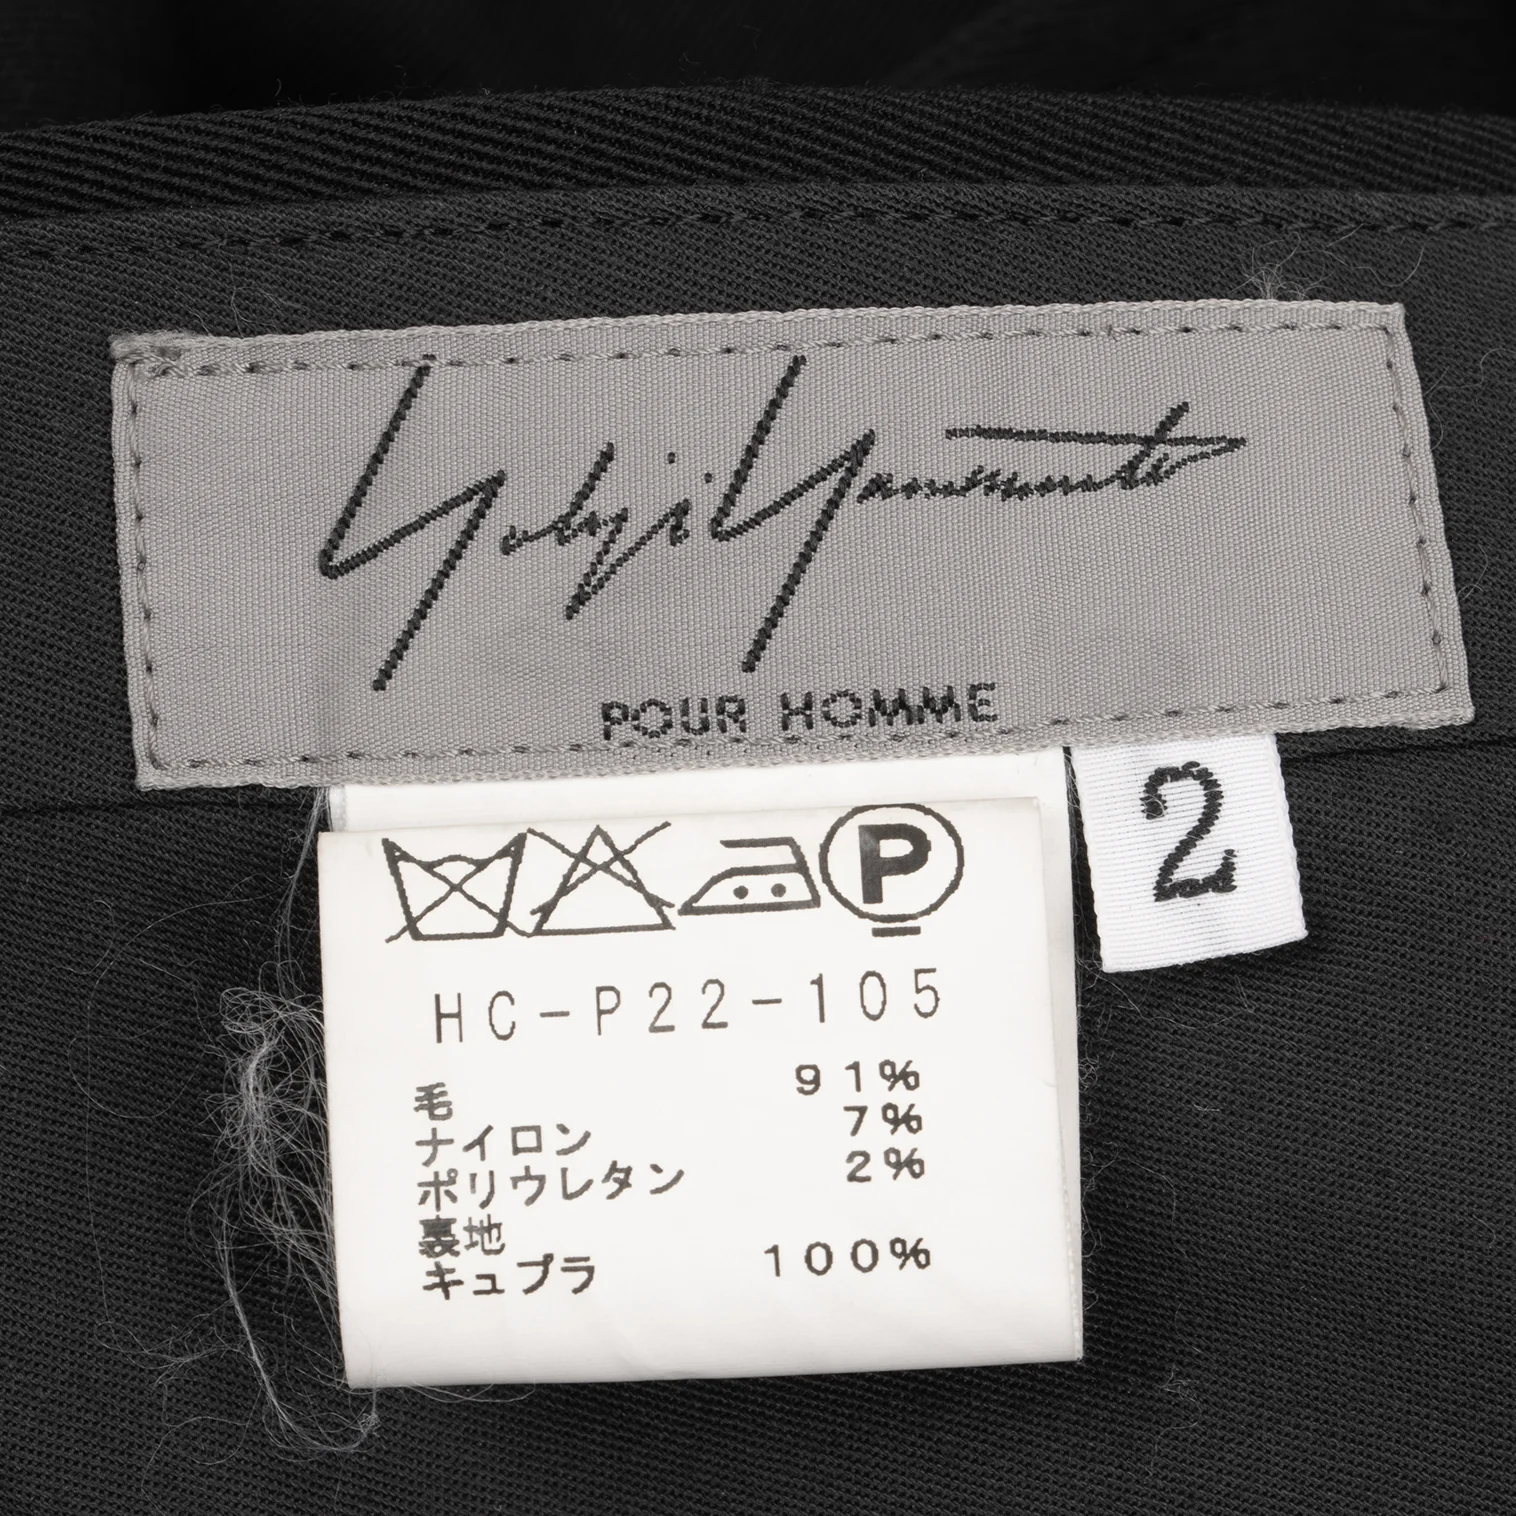 Yohji Yamamoto
POUR HOMME
2
P
HC-P22-105
毛 91%
ナイロン 7%
ポリウレタン 2%
裏地
キュプラ 100%